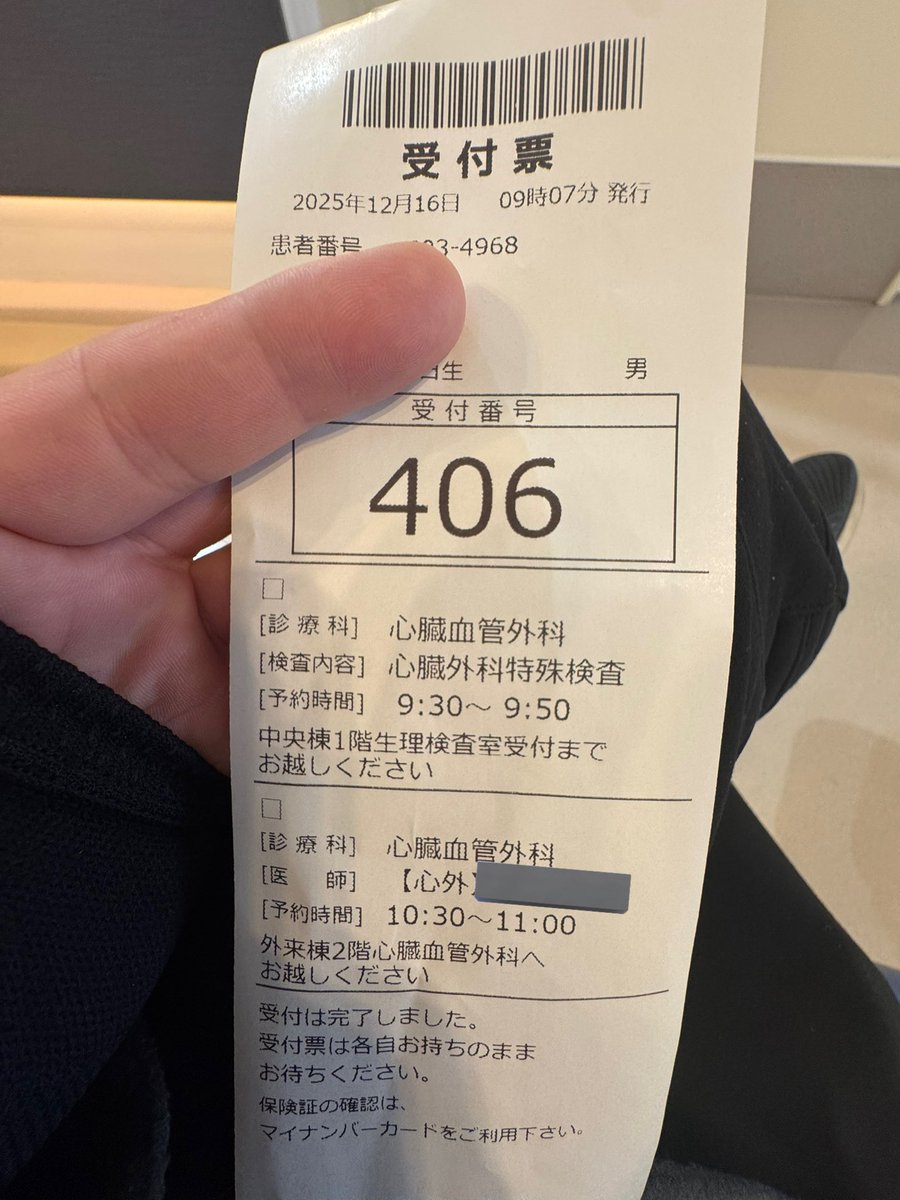 受付票
2025年12月16日 09時07分 発行
患者番号 3-4968
日生 男
受付番号
406
□
[診療科] 心臓血管外科
[検査内容] 心臓外科特殊検査
[予約時間] 9:30〜 9:50
中央棟1階生理検査室受付まで
お越しください
□
[診療科] 心臓血管外科
[医 師] 【心外】
[予約時間] 10:30〜11:00
外来棟2階心臓血管外科へ
お越しください
受付は完了しました。
受付票は各自お持ちのまま
お待ちください。
保険証の確認は、
マイナンバーカードをご利用下さい。